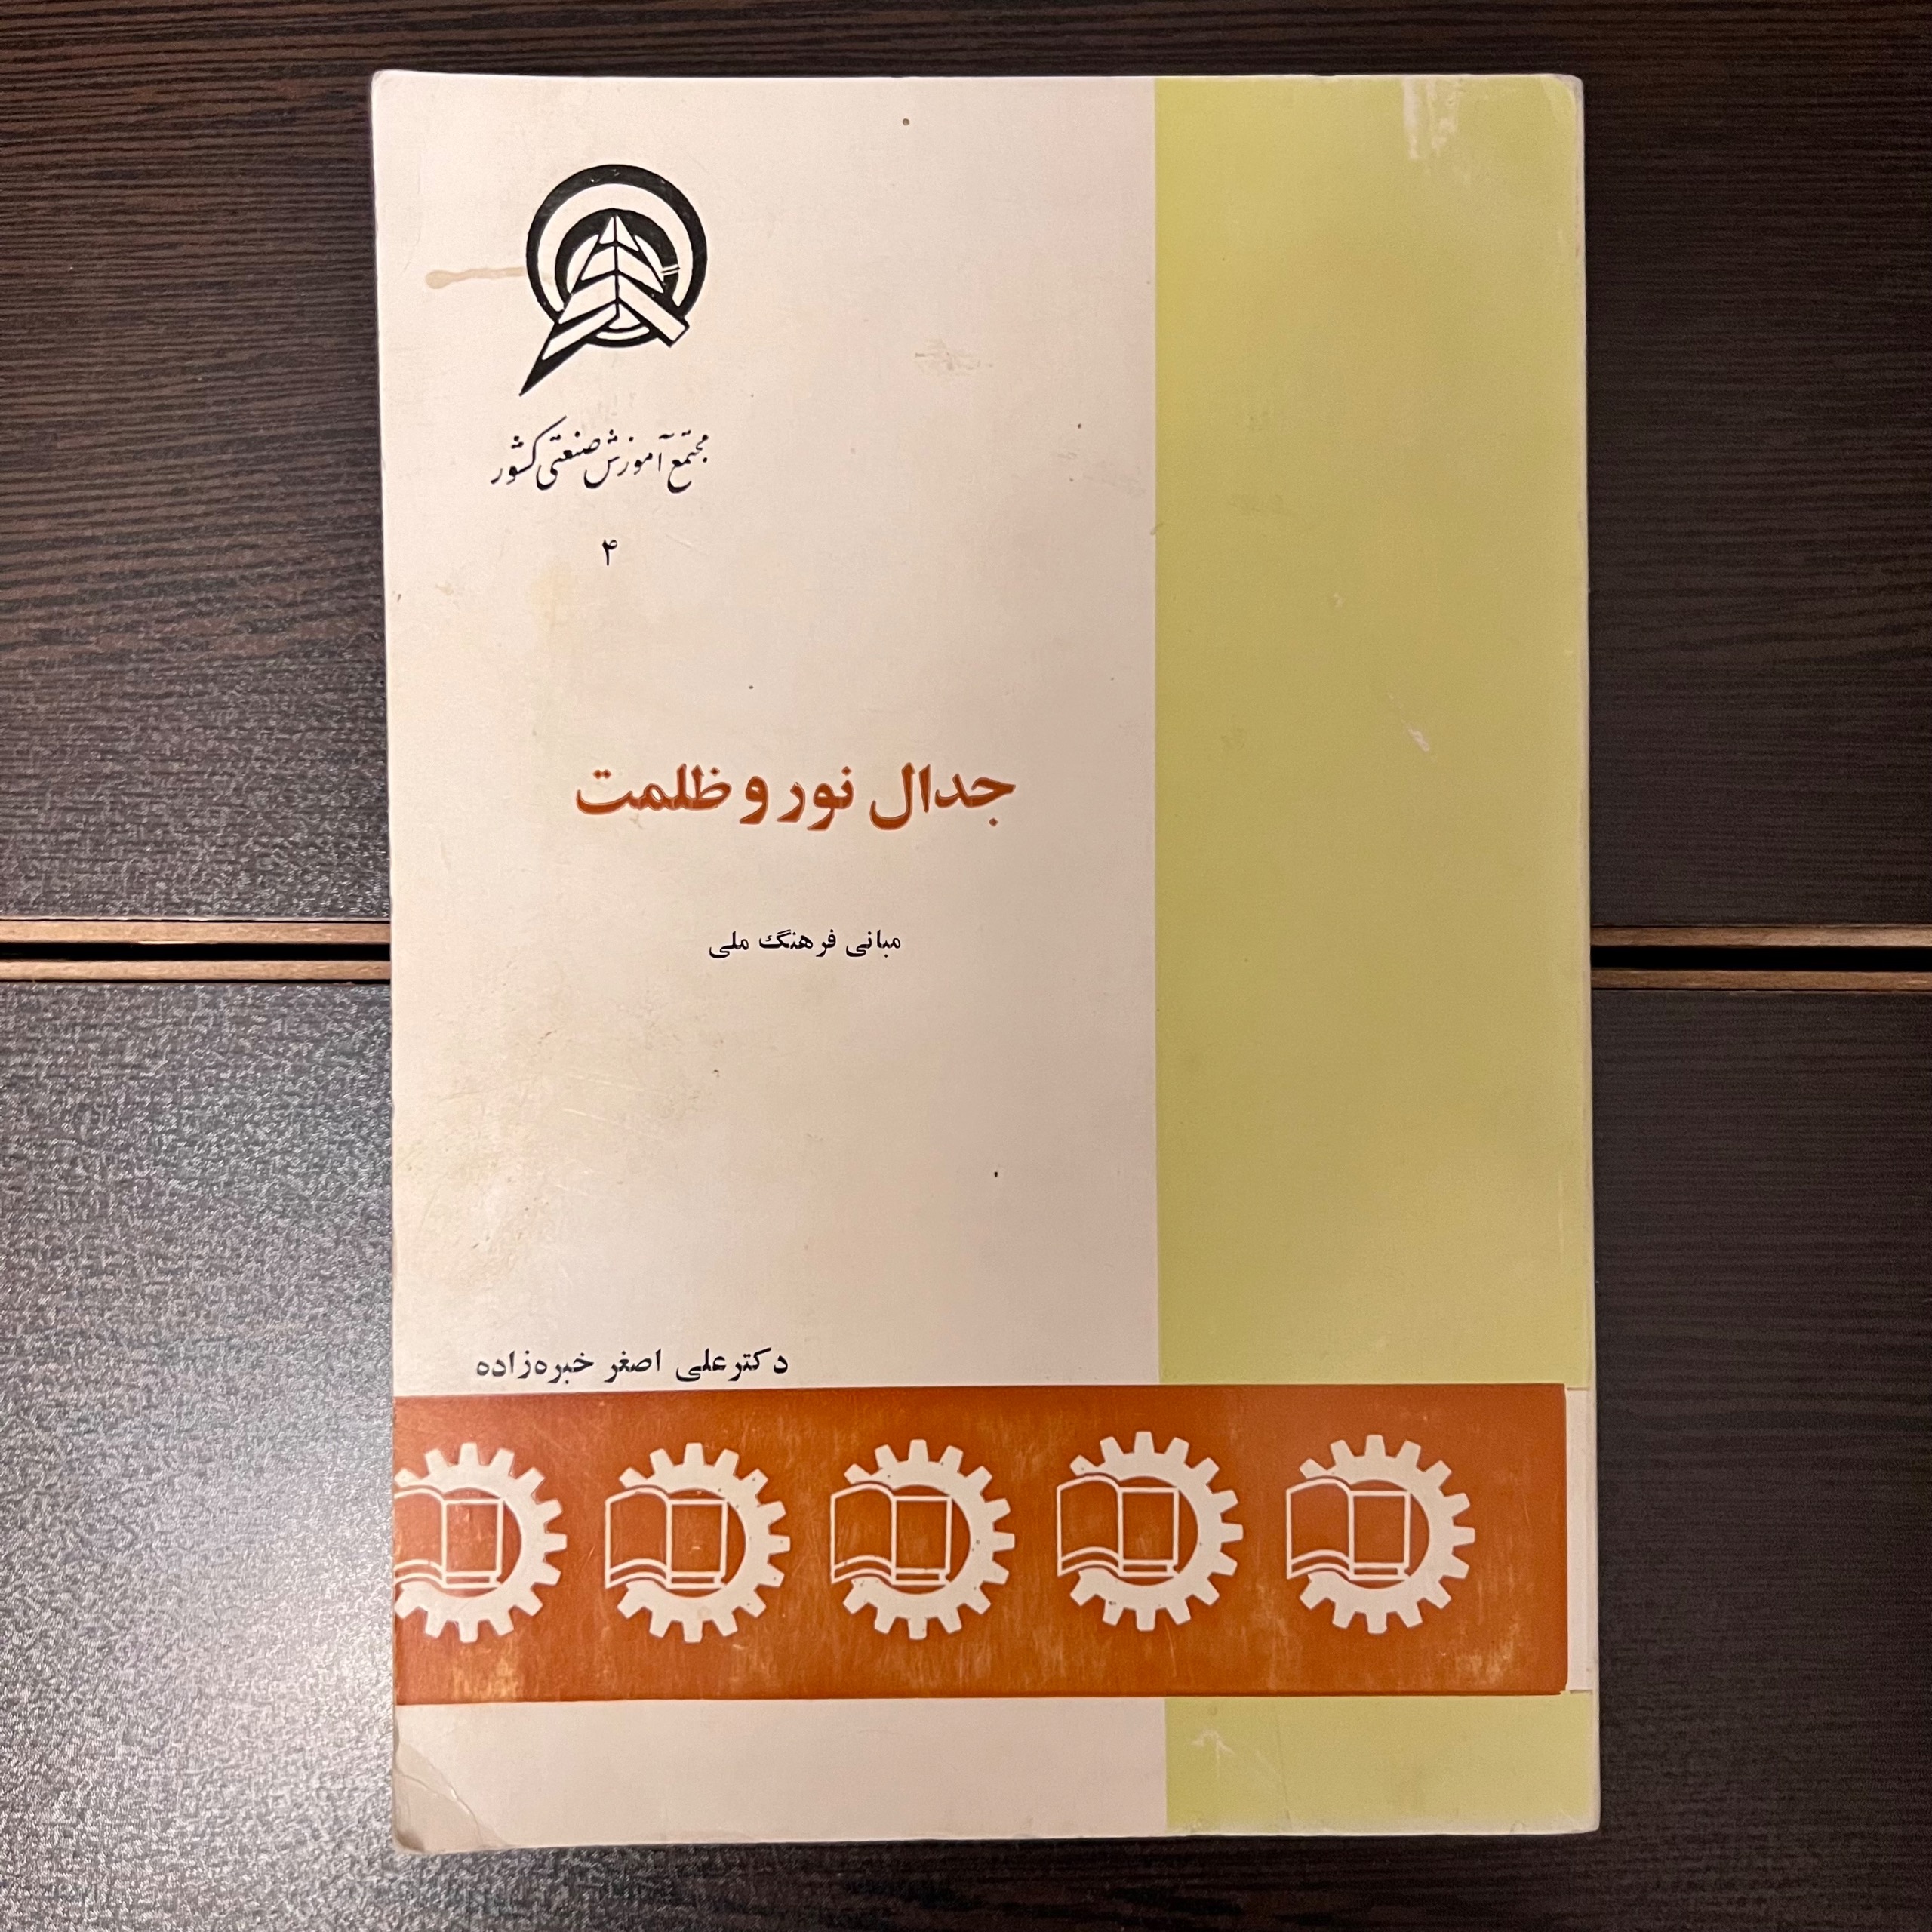 مجتمع آموزش صنعتی کشور
۴
جدال نور و ظلمت
مبانی فرهنگ ملی
دکتر علی اصغر خبره‌زاده